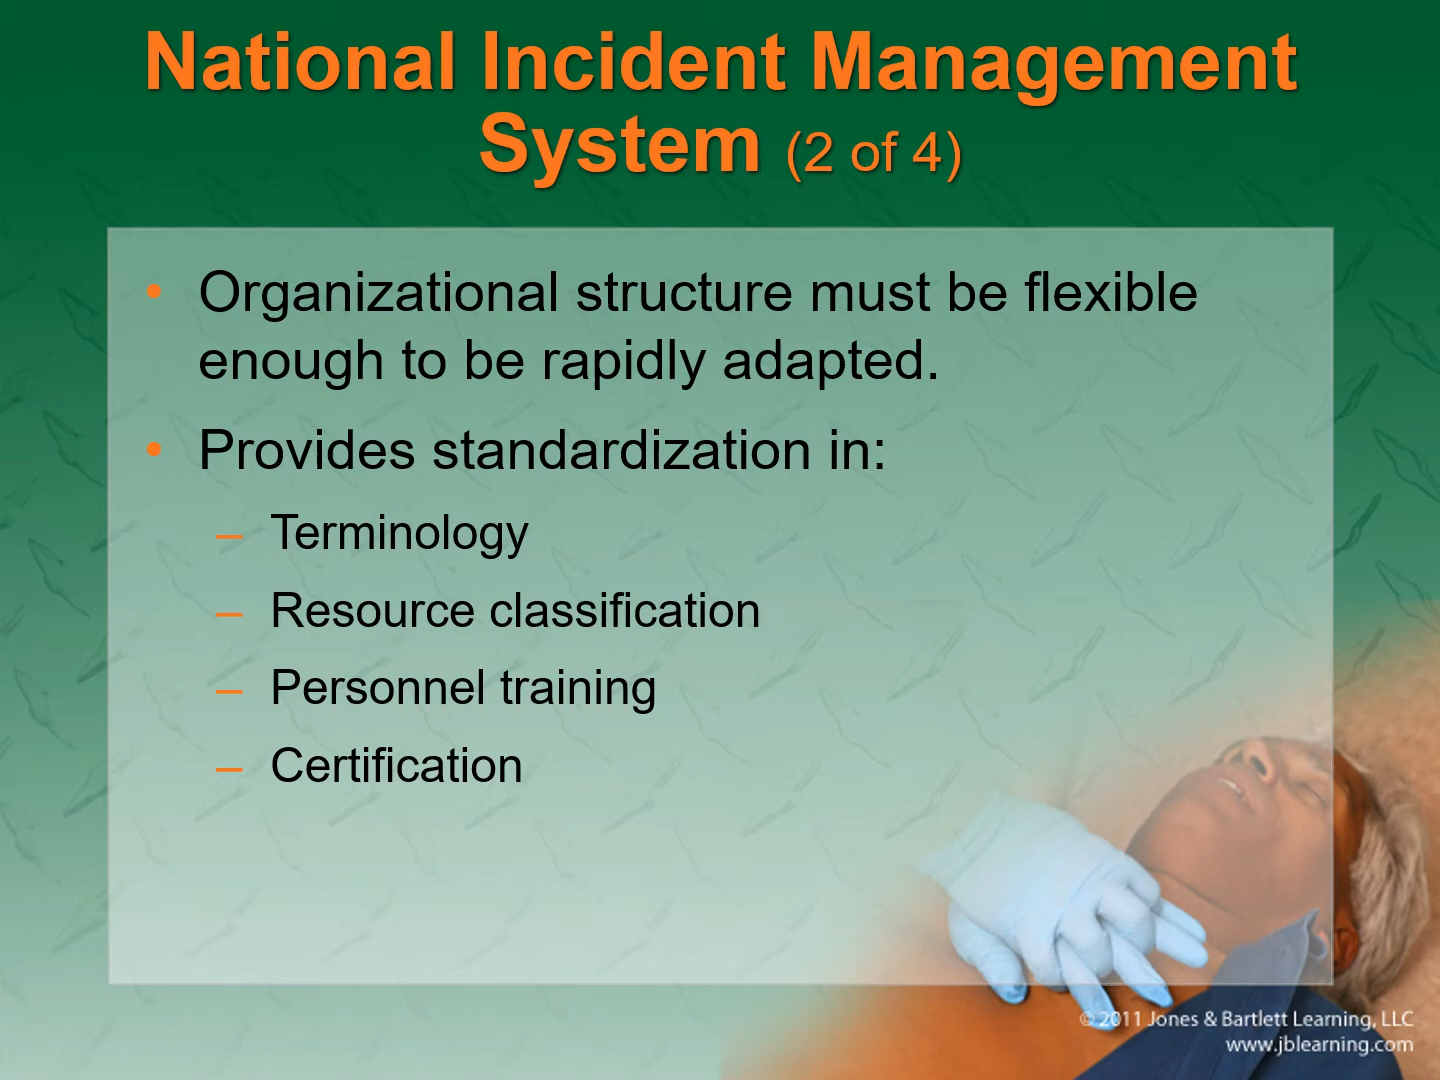 National Incident Management
System (2 of 4)
• Organizational structure must be flexible
enough to be rapidly adapted.
• Provides standardization in:
– Terminology
– Resource classification
– Personnel training
– Certification
© 2011 Jones & Bartlett Learning, LLC
www.jblearning.com